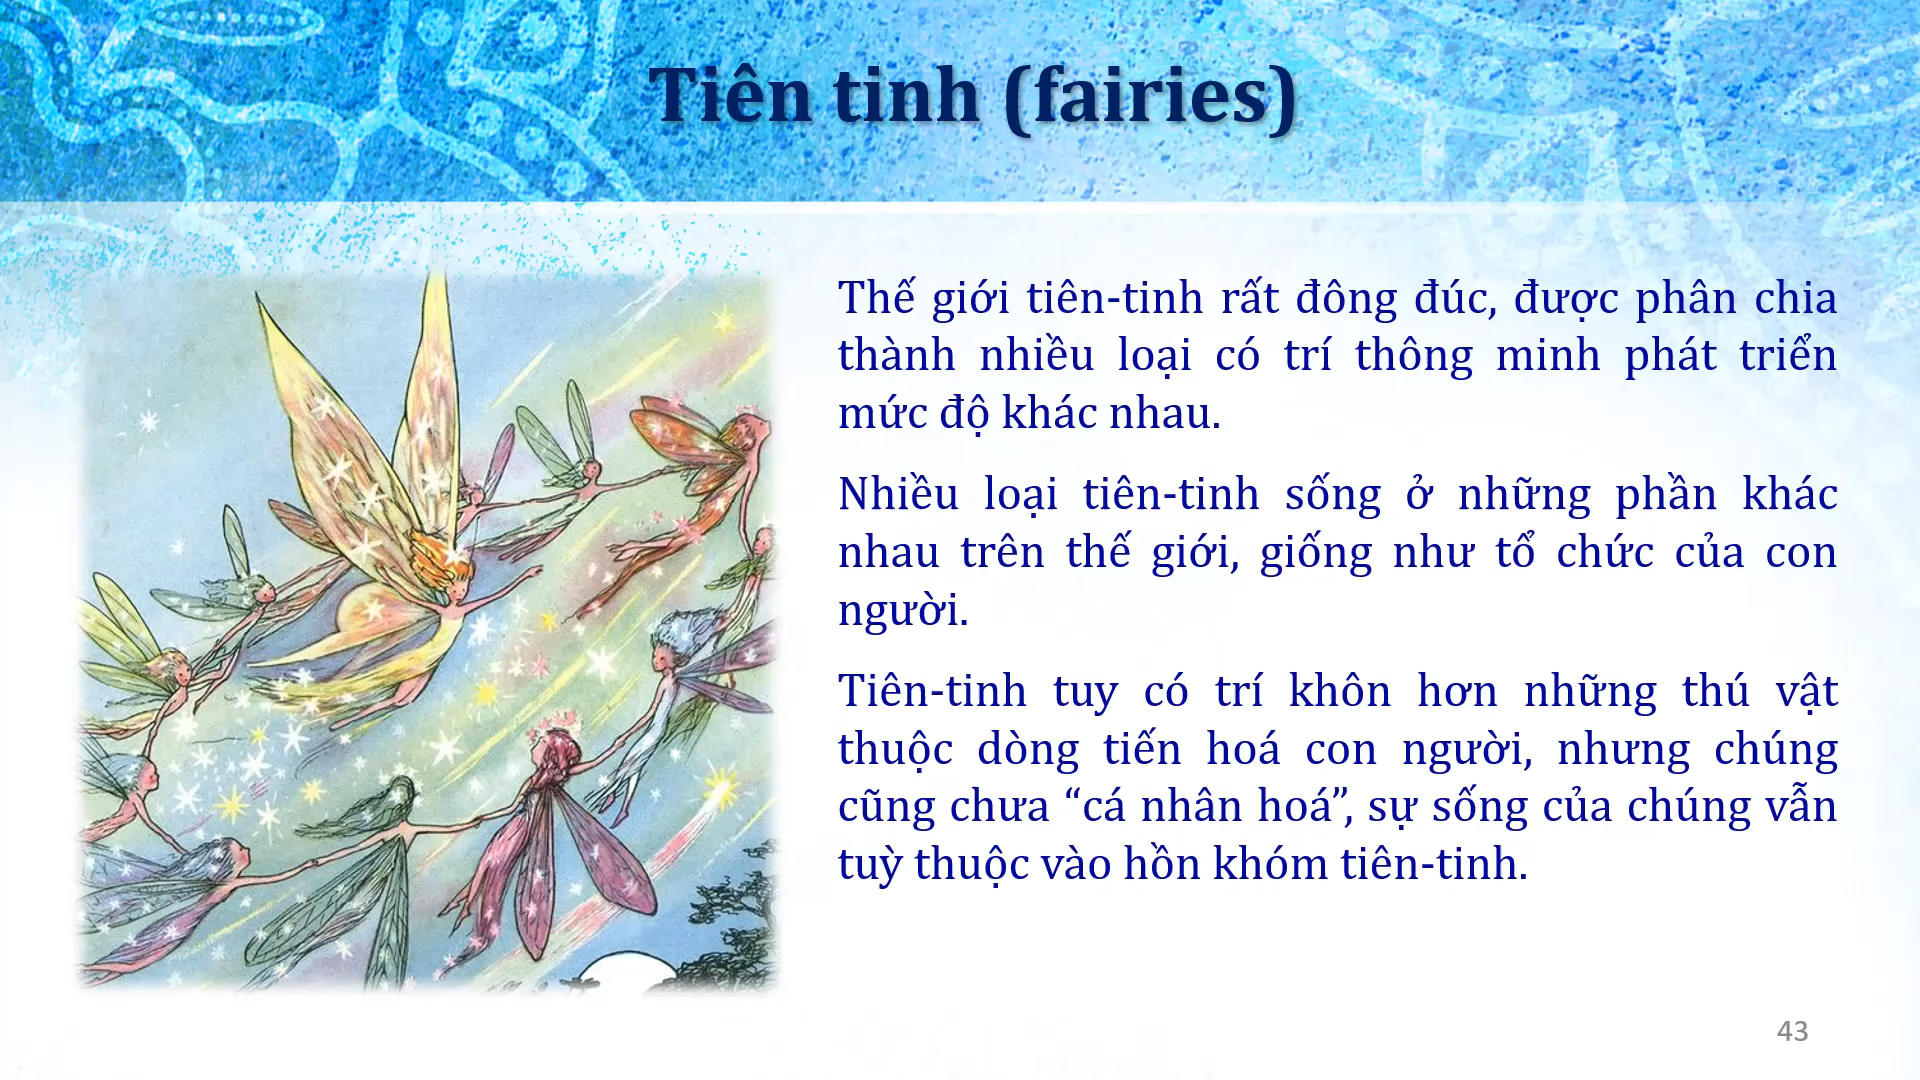 Tiên tinh (fairies)
Thế giới tiên-tinh rất đông đúc, được phân chia
thành nhiều loại có trí thông minh phát triển
mức độ khác nhau.
Nhiều loại tiên-tinh sống ở những phần khác
nhau trên thế giới, giống như tổ chức của con
người.
Tiên-tinh tuy có trí khôn hơn những thú vật
thuộc dòng tiến hoá con người, nhưng chúng
cũng chưa “cá nhân hoá”, sự sống của chúng vẫn
tuỳ thuộc vào hồn khóm tiên-tinh.
43